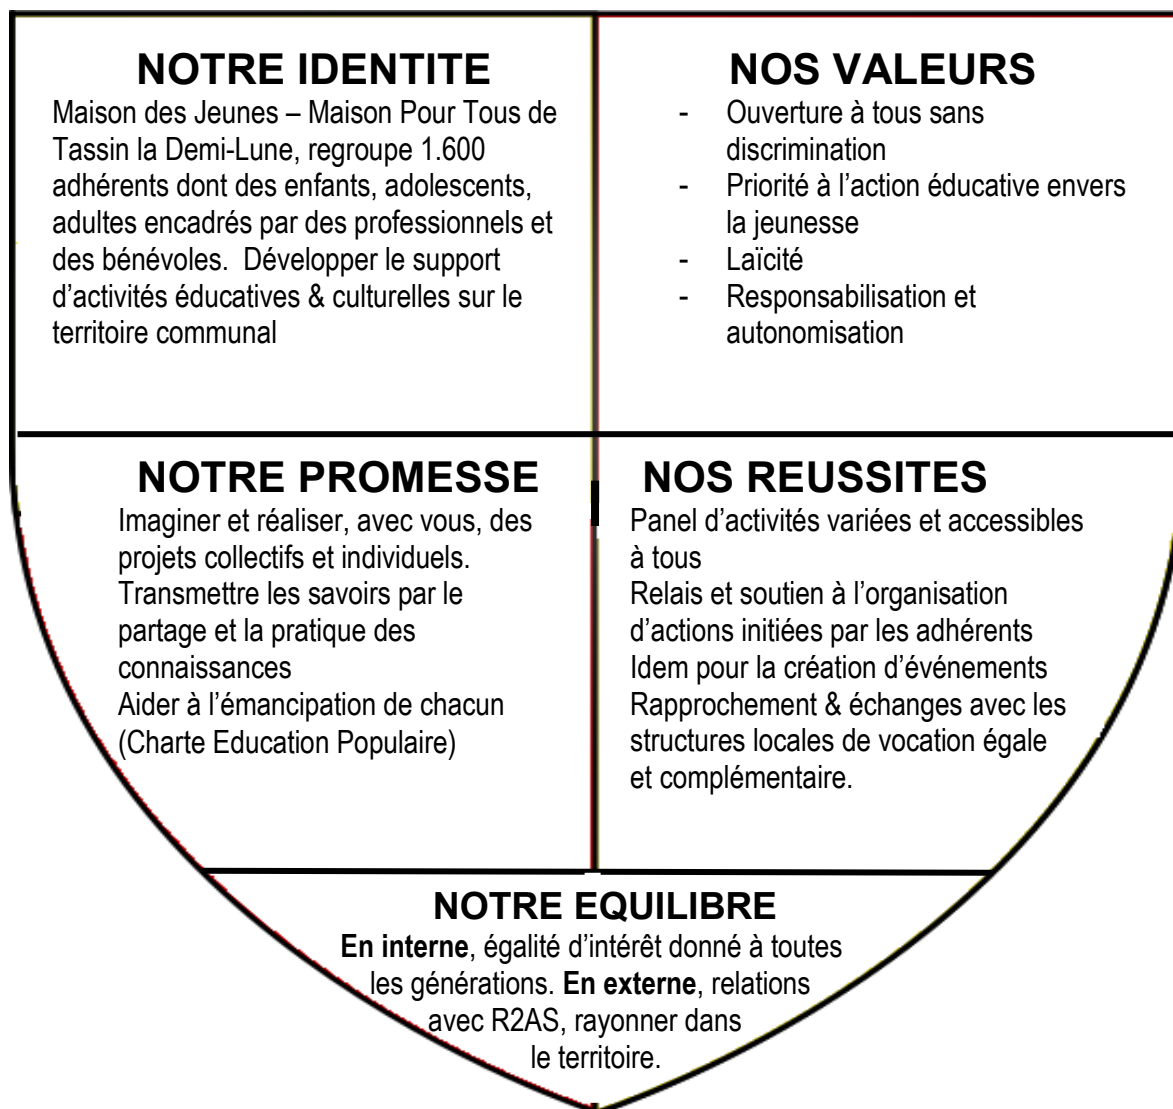 NOTRE IDENTITE
Maison des Jeunes – Maison Pour Tous de
Tassin la Demi-Lune, regroupe 1.600
adhérents dont des enfants, adolescents,
adultes encadrés par des professionnels et
des bénévoles.  Développer le support
d’activités éducatives & culturelles sur le
territoire communal
NOS VALEURS
- Ouverture à tous sans
discrimination
- Priorité à l’action éducative envers
la jeunesse
- Laïcité
- Responsabilisation et
autonomisation
NOTRE PROMESSE
Imaginer et réaliser, avec vous, des
projets collectifs et individuels.
Transmettre les savoirs par le
partage et la pratique des
connaissances
Aider à l’émancipation de chacun
(Charte Education Populaire)
NOS REUSSITES
Panel d’activités variées et accessibles
à tous
Relais et soutien à l’organisation
d’actions initiées par les adhérents
Idem pour la création d’événements
Rapprochement & échanges avec les
structures locales de vocation égale
et complémentaire.
NOTRE EQUILIBRE
En interne, égalité d’intérêt donné à toutes
les générations. En externe, relations
avec R2AS, rayonner dans
le territoire.